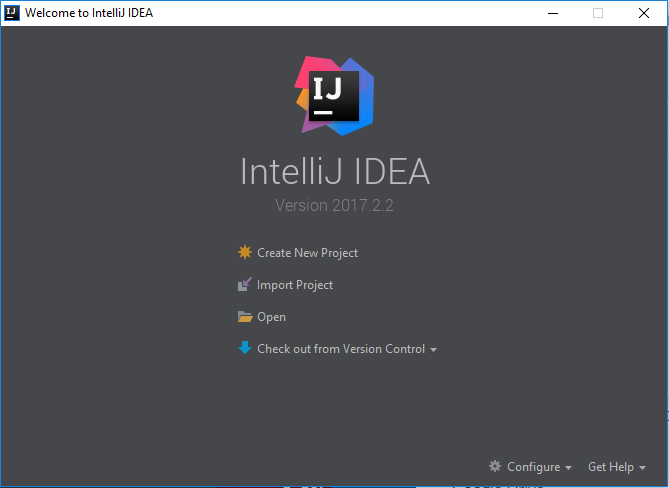 Welcome to IntelliJ IDEA
IJ
IntelliJ IDEA
Version 2017.2.2
Create New Project
Import Project
Open
Check out from Version Control
Configure
Get Help